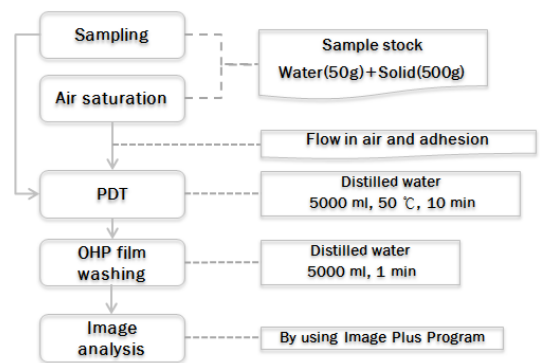 Sampling
Sample stock
Water(50g)+Solid(500g)
Air saturation
Flow in air and adhesion
PDT
Distilled water
5000 ml, 50 ℃, 10 min
OHP film
washing
Distilled water
5000 ml, 1 min
Image
analysis
By using Image Plus Program